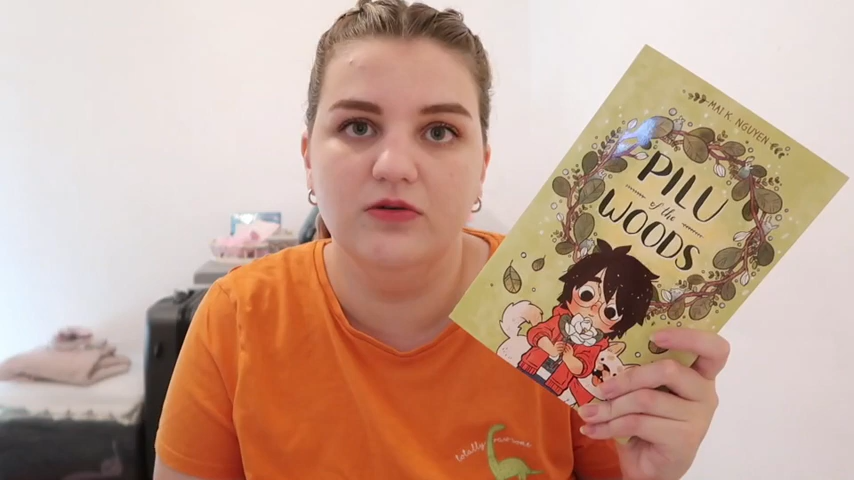 MAI K. NGUYEN
PILU
of the
WOODS
totally